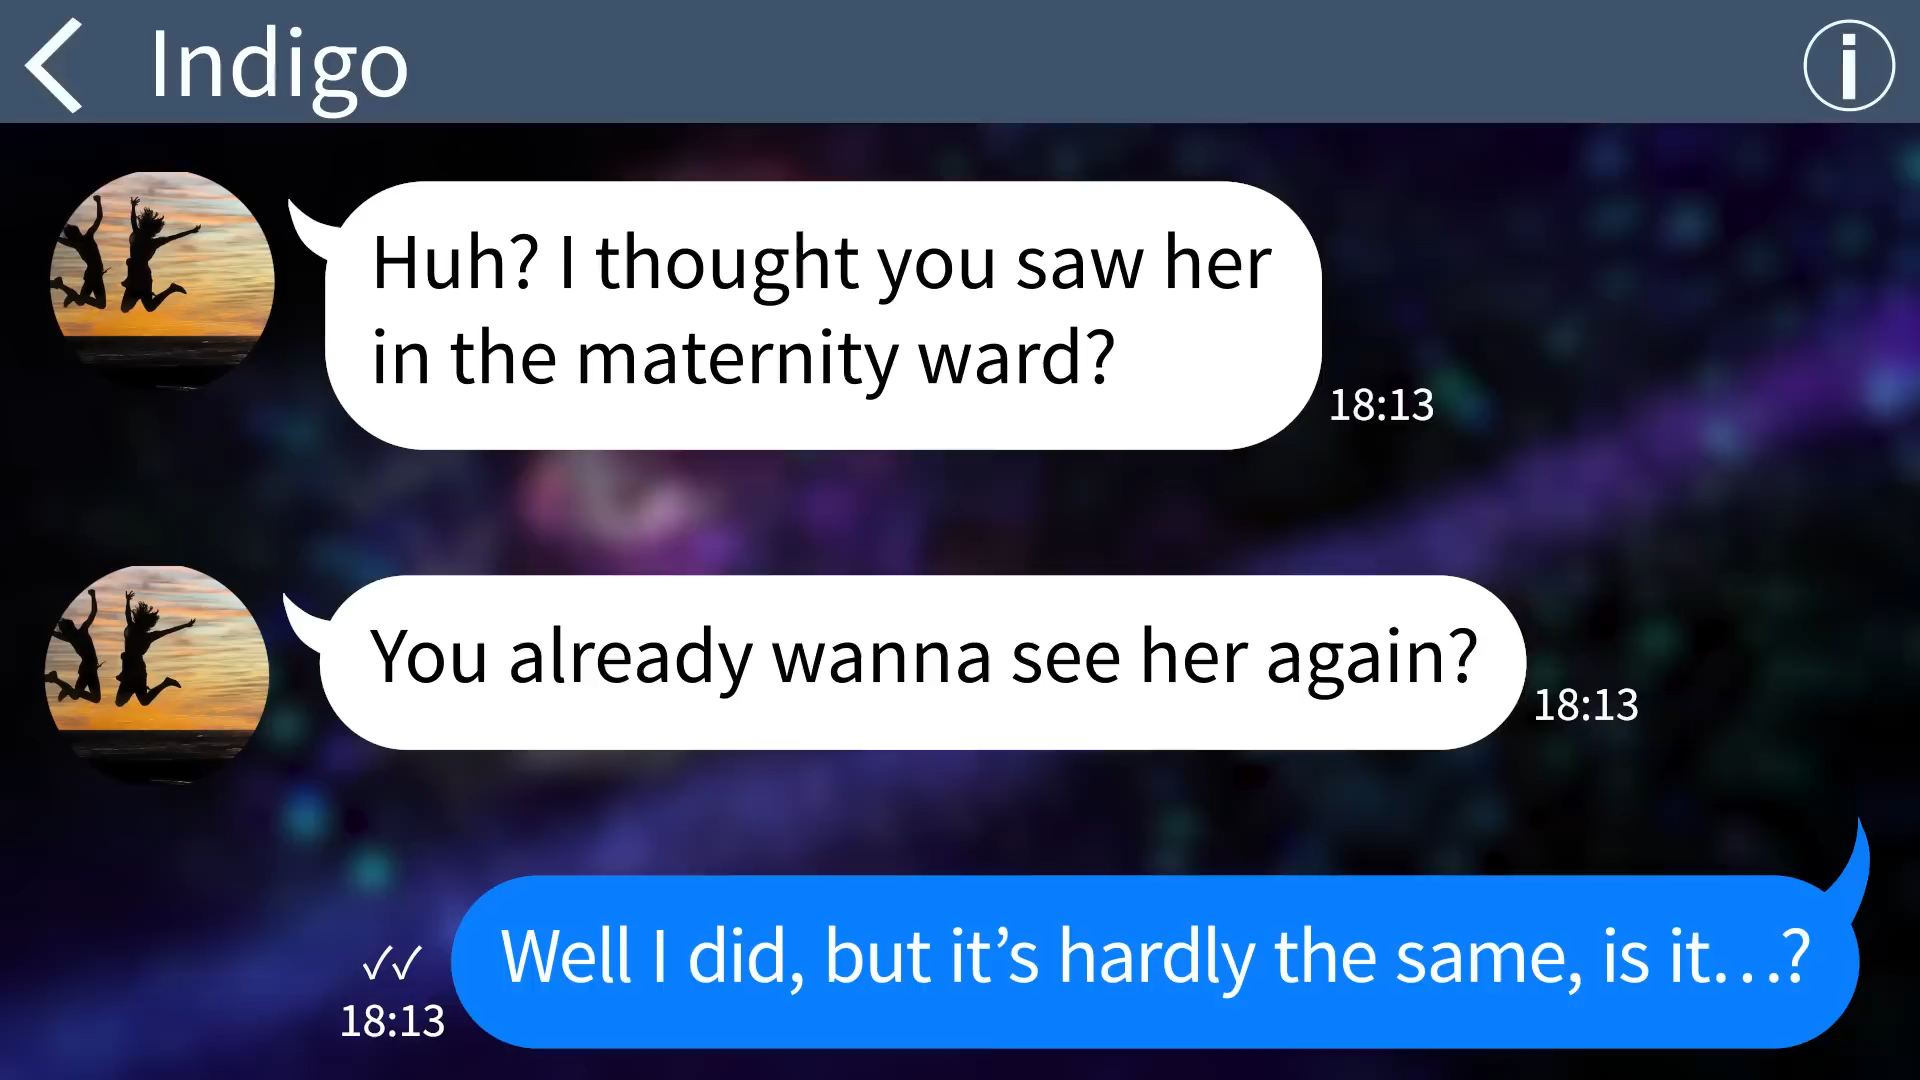 Indigo
Huh? I thought you saw her
in the maternity ward?
18:13
You already wanna see her again?
18:13
Well I did, but it’s hardly the same, is it…?
18:13